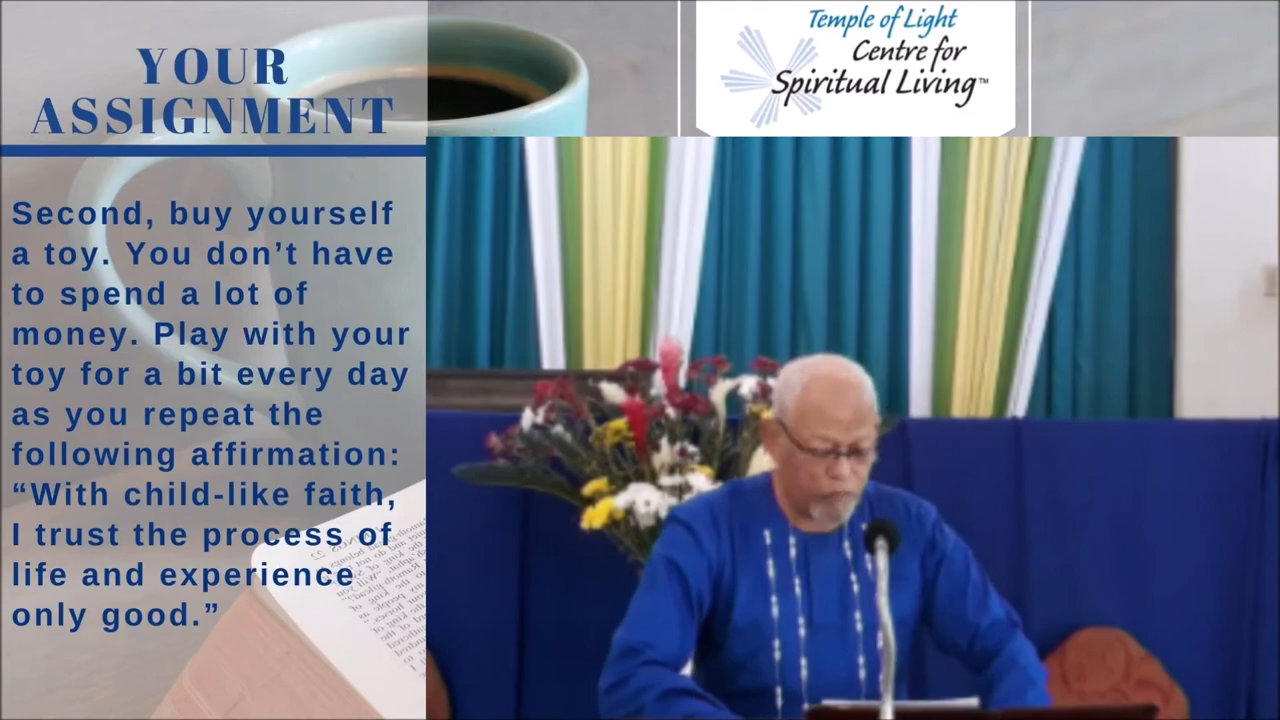 YOUR
ASSIGNMENT
Second, buy yourself
a toy. You don’t have
to spend a lot of
money. Play with your
toy for a bit every day
as you repeat the
following affirmation:
“With child-like faith,
I trust the process of
life and experience
only good.”
Temple of Light
Centre for
Spiritual Living™